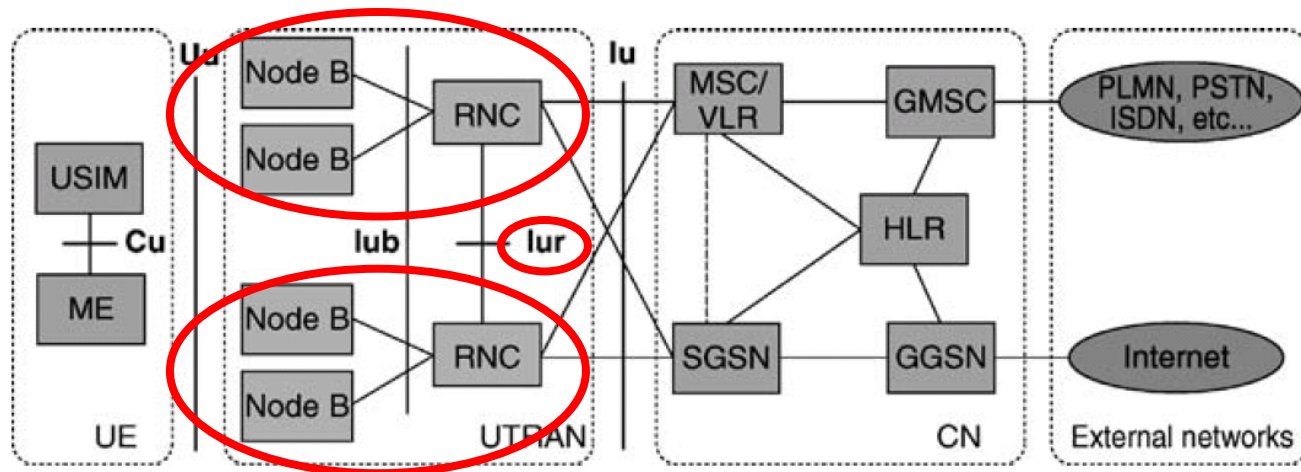 Uu
Iu
Node B
Node B
RNC
MSC/
VLR
GMSC
PLMN, PSTN,
ISDN, etc...
USIM
Cu
Iub
Iur
HLR
ME
Node B
Node B
RNC
SGSN
GGSN
Internet
UE
UTRAN
CN
External networks